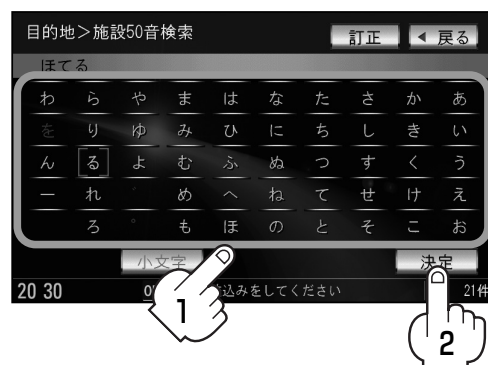 目的地＞施設50音検索 訂正 ◀ 戻る
ほてる
わ ら や ま は な た さ か あ
を り ゆ み ひ に ち し き い
ん る よ む ふ ぬ つ す く う
ー れ ゛ め へ ね て せ け え
ろ ゜ も ほ の と そ こ お
小文字 決定
20 30 込みをしてください 21件
1
2